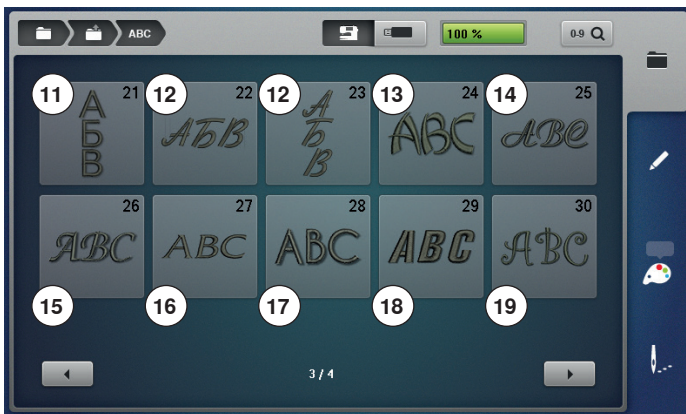 ABC 100 % 0-9
11 21 12 22 12 23 13 24 14 25
А
Б
В
АБВ
А
Б
В
ABC
ABC
26 27 28 29 30
ABC ABC ABC ABC ABC
15 16 17 18 19
3 / 4